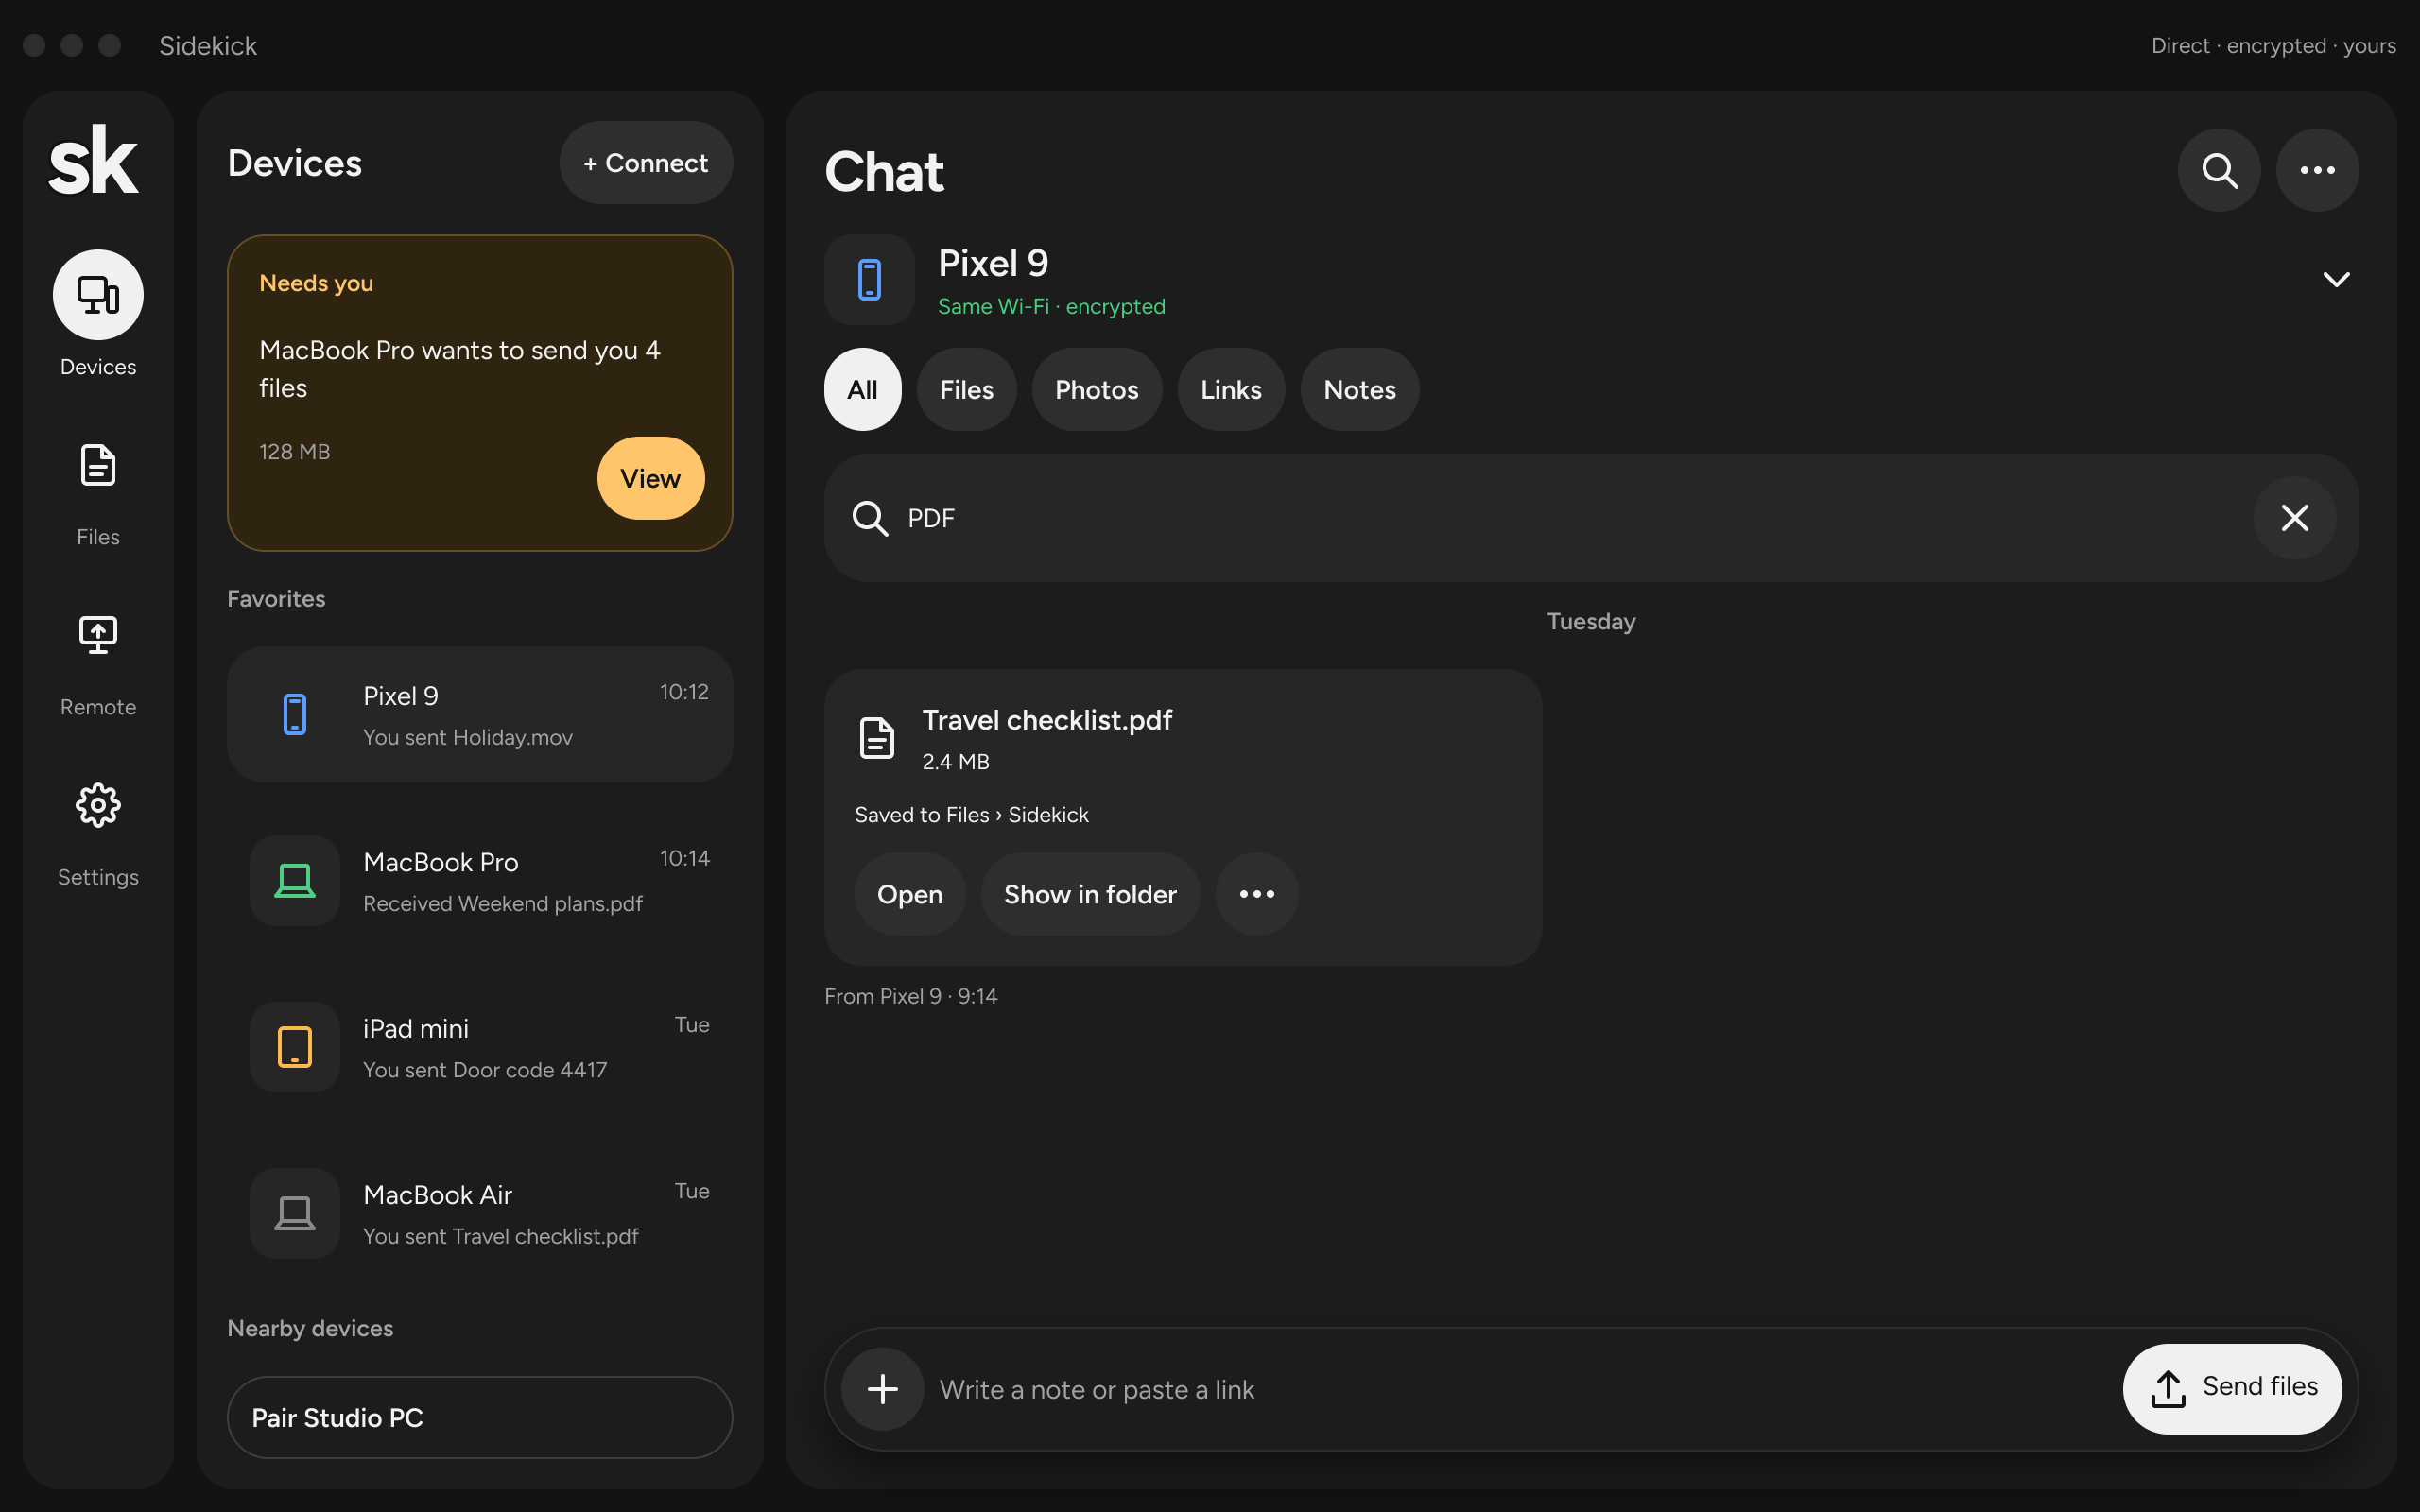 Sidekick
Direct · encrypted · yours
sk
Devices
Files
Remote
Settings
Devices
+ Connect
Needs you
MacBook Pro wants to send you 4
files
128 MB
View
Favorites
Pixel 9
10:12
You sent Holiday.mov
MacBook Pro
10:14
Received Weekend plans.pdf
iPad mini
Tue
You sent Door code 4417
MacBook Air
Tue
You sent Travel checklist.pdf
Nearby devices
Pair Studio PC
Chat
Pixel 9
Same Wi-Fi · encrypted
All
Files
Photos
Links
Notes
PDF
Tuesday
Travel checklist.pdf
2.4 MB
Saved to Files › Sidekick
Open
Show in folder
From Pixel 9 · 9:14
Write a note or paste a link
Send files